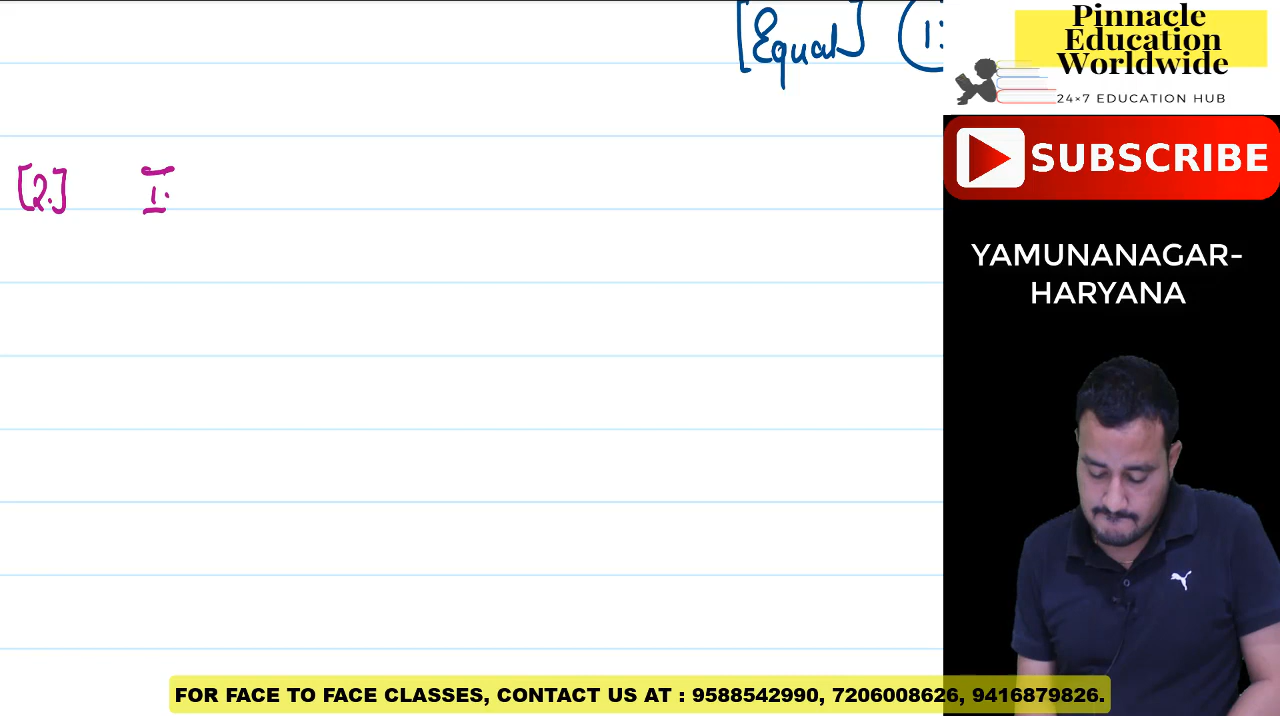 [Equal] (1:
Pinnacle
Education
Worldwide
24×7 EDUCATION HUB
SUBSCRIBE
[2.] I.
YAMUNANAGAR-
HARYANA
FOR FACE TO FACE CLASSES, CONTACT US AT : 9588542990, 7206008626, 9416879826.